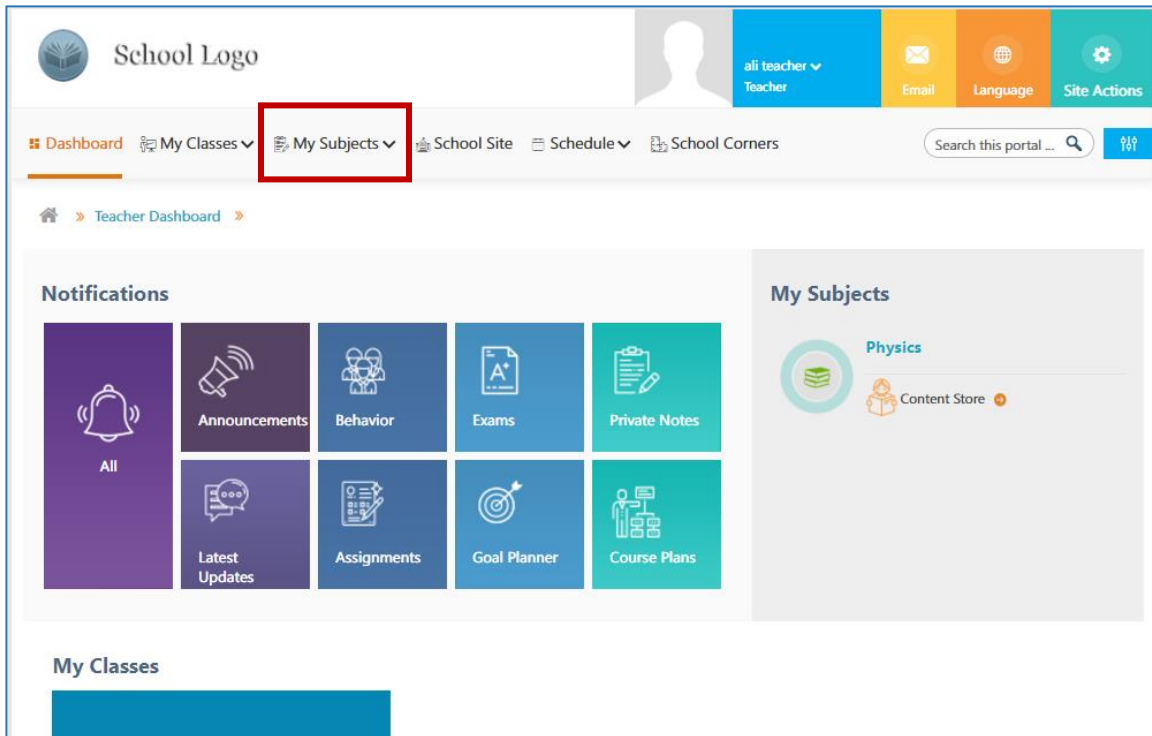 School Logo
ali teacher
Teacher
Email
Language
Site Actions
Dashboard My Classes My Subjects School Site Schedule School Corners
Search this portal ...
Teacher Dashboard
Notifications
All
Announcements
Behavior
Exams
Private Notes
Latest
Updates
Assignments
Goal Planner
Course Plans
My Subjects
Physics
Content Store
My Classes